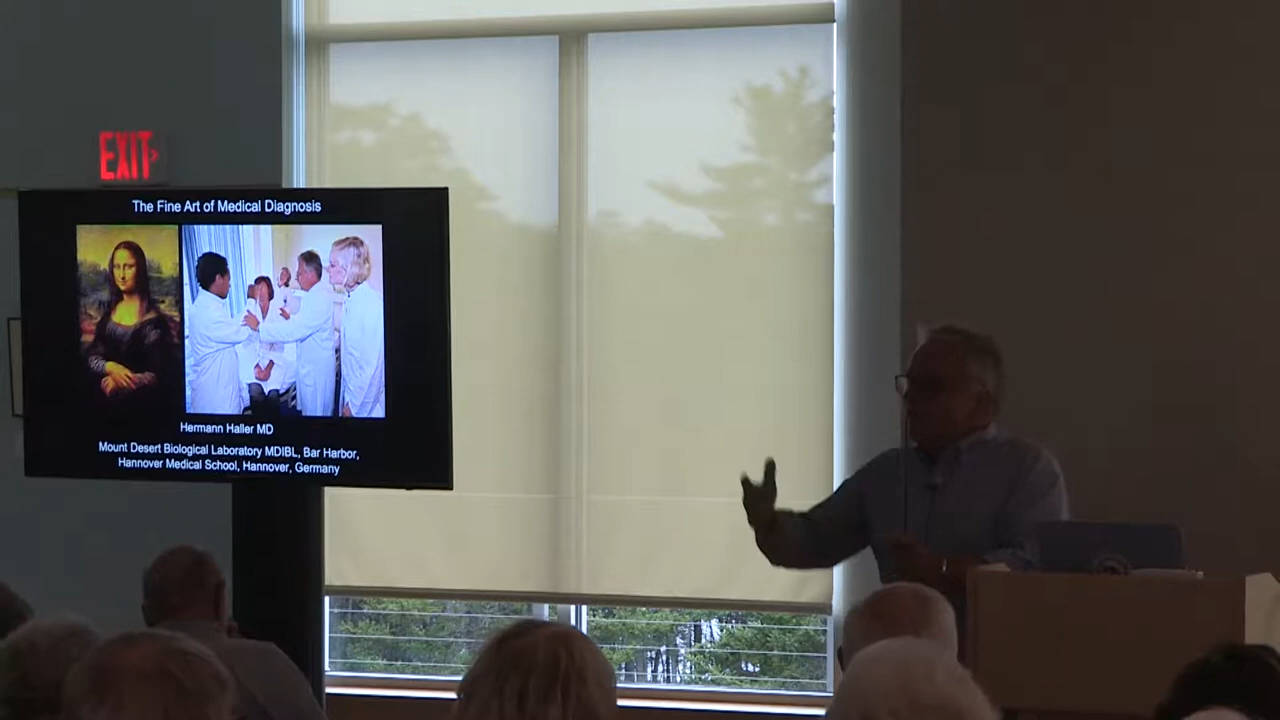 EXIT
The Fine Art of Medical Diagnosis
Hermann Haller MD
Mount Desert Biological Laboratory MDIBL, Bar Harbor,
Hannover Medical School, Hannover, Germany